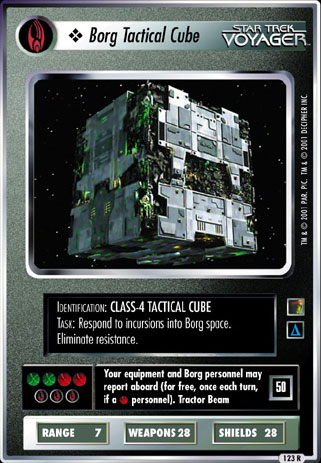 ❖ Borg Tactical Cube
STAR TREK
VOYAGER™
IDENTIFICATION: CLASS-4 TACTICAL CUBE
TASK: Respond to incursions into Borg space.
Eliminate resistance.
Your equipment and Borg personnel may
report aboard (for free, once each turn,
if a personnel). Tractor Beam
50
RANGE 7
WEAPONS 28
SHIELDS 28
TM & © 2001 PAR. PIC. TM & © 2001 DECIPHER INC.
123 R